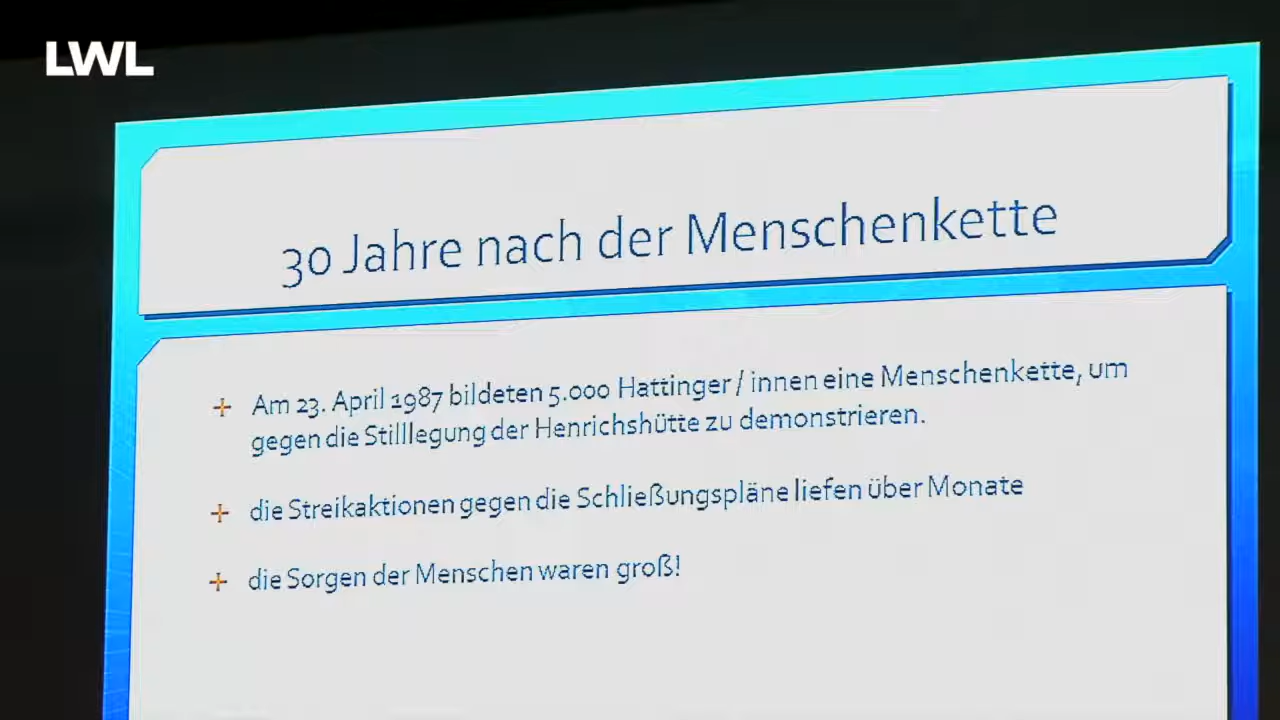 LWL
30 Jahre nach der Menschenkette
Am 23. April 1987 bildeten 5.000 Hattinger / innen eine Menschenkette, um
gegen die Stilllegung der Henrichshütte zu demonstrieren.
die Streikaktionen gegen die Schließungspläne liefen über Monate
die Sorgen der Menschen waren groß!